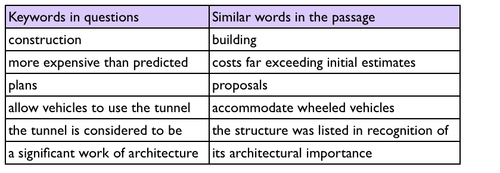 Keywords in questions Similar words in the passage
construction building
more expensive than predicted costs far exceeding initial estimates
plans proposals
allow vehicles to use the tunnel accommodate wheeled vehicles
the tunnel is considered to be the structure was listed in recognition of
a significant work of architecture its architectural importance